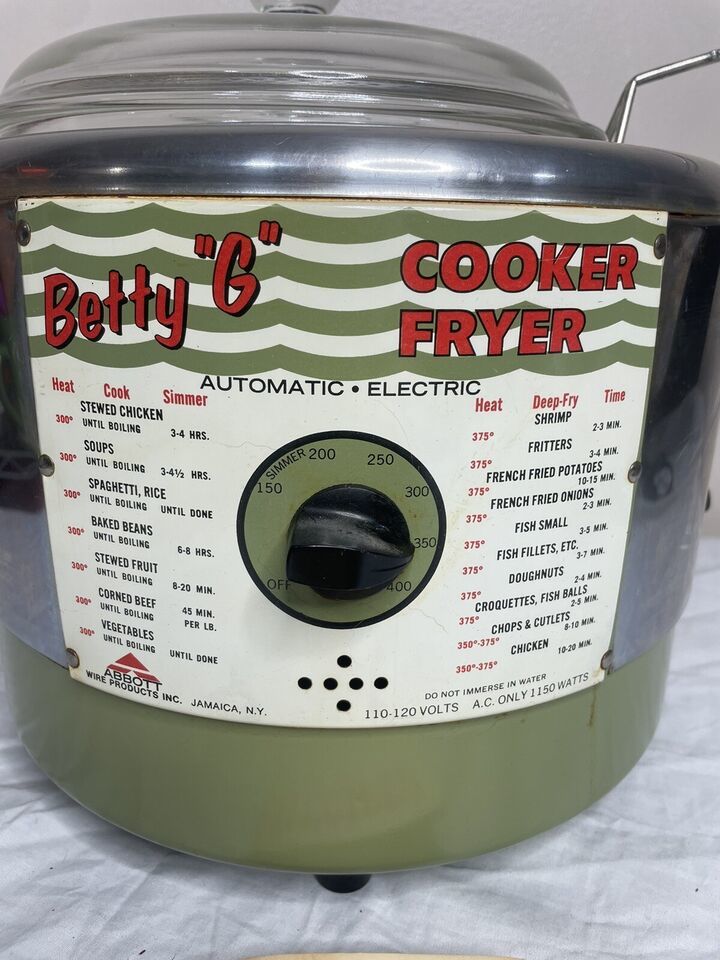 Betty "G"
COOKER
FRYER
AUTOMATIC • ELECTRIC
Heat Cook Simmer
STEWED CHICKEN
300° UNTIL BOILING 3-4 HRS.
SOUPS
300° UNTIL BOILING 3-4½ HRS.
SPAGHETTI, RICE
300° UNTIL BOILING UNTIL DONE
BAKED BEANS
300° UNTIL BOILING 6-8 HRS.
STEWED FRUIT
300° UNTIL BOILING 8-20 MIN.
CORNED BEEF
300° UNTIL BOILING 45 MIN. PER LB.
VEGETABLES
300° UNTIL BOILING UNTIL DONE
OFF 150 SIMMER 200 250 300 350 400
Heat Deep-Fry Time
SHRIMP
375° 2-3 MIN.
FRITTERS
375° 3-4 MIN.
FRENCH FRIED POTATOES
375° 10-15 MIN.
FRENCH FRIED ONIONS
375° 2-3 MIN.
FISH SMALL
375° 3-5 MIN.
FISH FILLETS, ETC.
375° 3-7 MIN.
DOUGHNUTS
375° 2-4 MIN.
CROQUETTES, FISH BALLS
375° 2-5 MIN.
CHOPS & CUTLETS
350°-375° 8-10 MIN.
CHICKEN
350°-375° 10-20 MIN.
ABBOTT
WIRE PRODUCTS INC. JAMAICA, N.Y.
DO NOT IMMERSE IN WATER
110-120 VOLTS A.C. ONLY 1150 WATTS